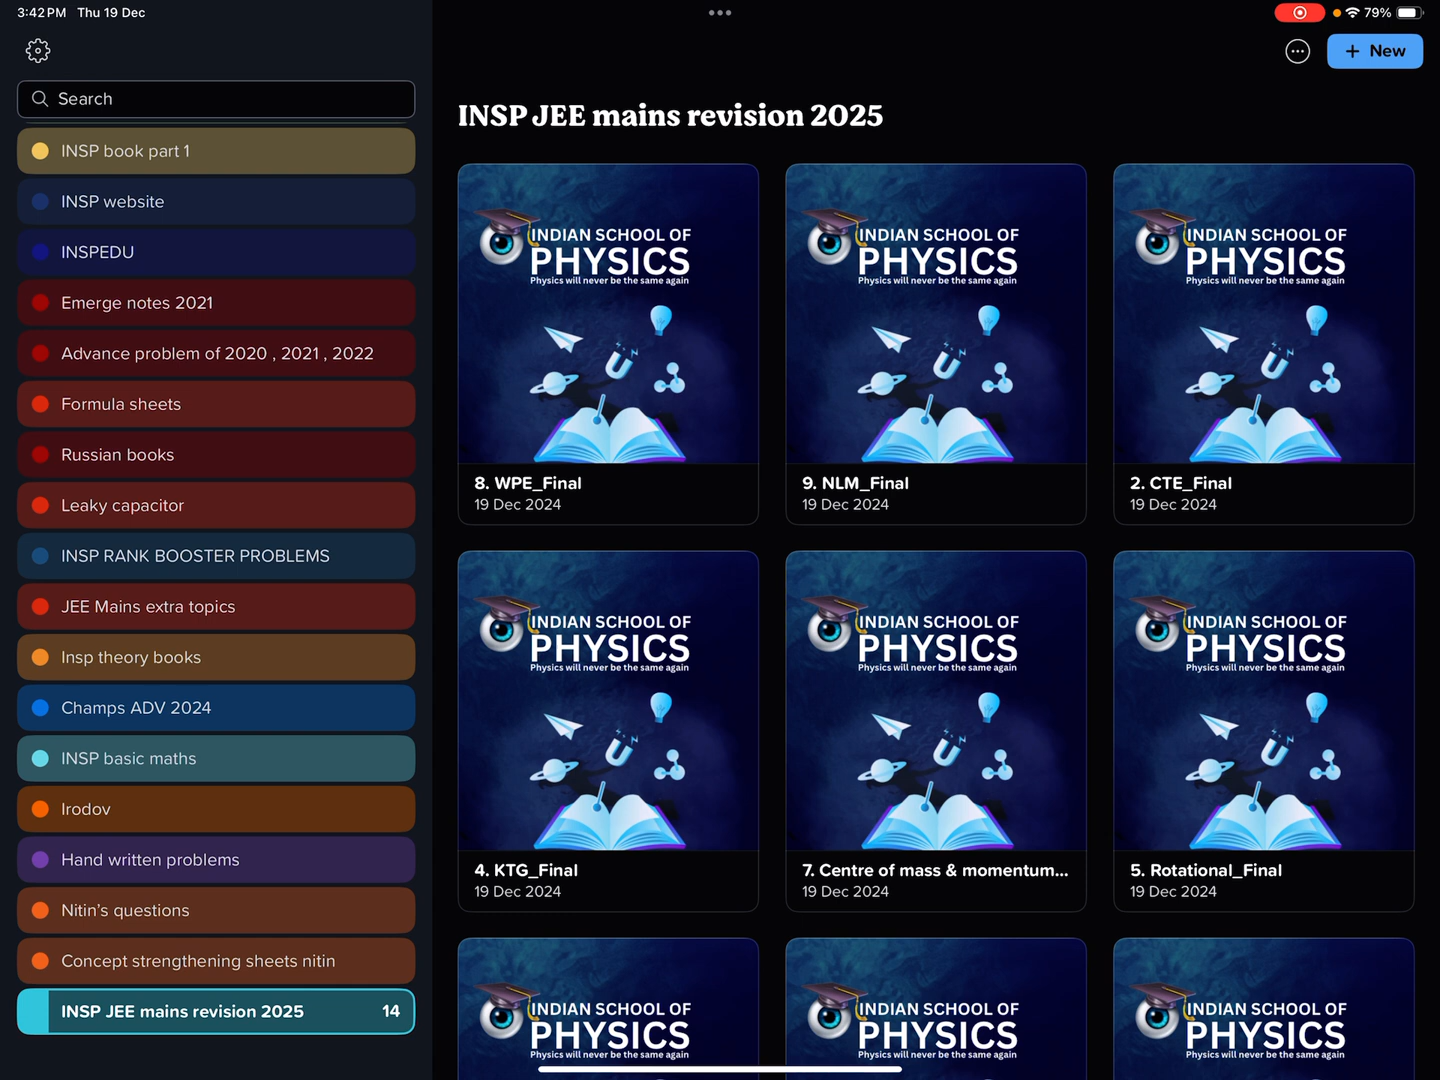 3:42 PM Thu 19 Dec
79%
Search
New
INSP book part 1
INSP website
INSPEDU
Emerge notes 2021
Advance problem of 2020 , 2021 , 2022
Formula sheets
Russian books
Leaky capacitor
INSP RANK BOOSTER PROBLEMS
JEE Mains extra topics
Insp theory books
Champs ADV 2024
INSP basic maths
Irodov
Hand written problems
Nitin's questions
Concept strengthening sheets nitin
INSP JEE mains revision 2025 14
INSP JEE mains revision 2025
INDIAN SCHOOL OF
PHYSICS
Physics will never be the same again
8. WPE_Final
19 Dec 2024
INDIAN SCHOOL OF
PHYSICS
Physics will never be the same again
9. NLM_Final
19 Dec 2024
INDIAN SCHOOL OF
PHYSICS
Physics will never be the same again
2. CTE_Final
19 Dec 2024
INDIAN SCHOOL OF
PHYSICS
Physics will never be the same again
4. KTG_Final
19 Dec 2024
INDIAN SCHOOL OF
PHYSICS
Physics will never be the same again
7. Centre of mass & momentum...
19 Dec 2024
INDIAN SCHOOL OF
PHYSICS
Physics will never be the same again
5. Rotational_Final
19 Dec 2024
INDIAN SCHOOL OF
PHYSICS
Physics will never be the same again
INDIAN SCHOOL OF
PHYSICS
Physics will never be the same again
INDIAN SCHOOL OF
PHYSICS
Physics will never be the same again